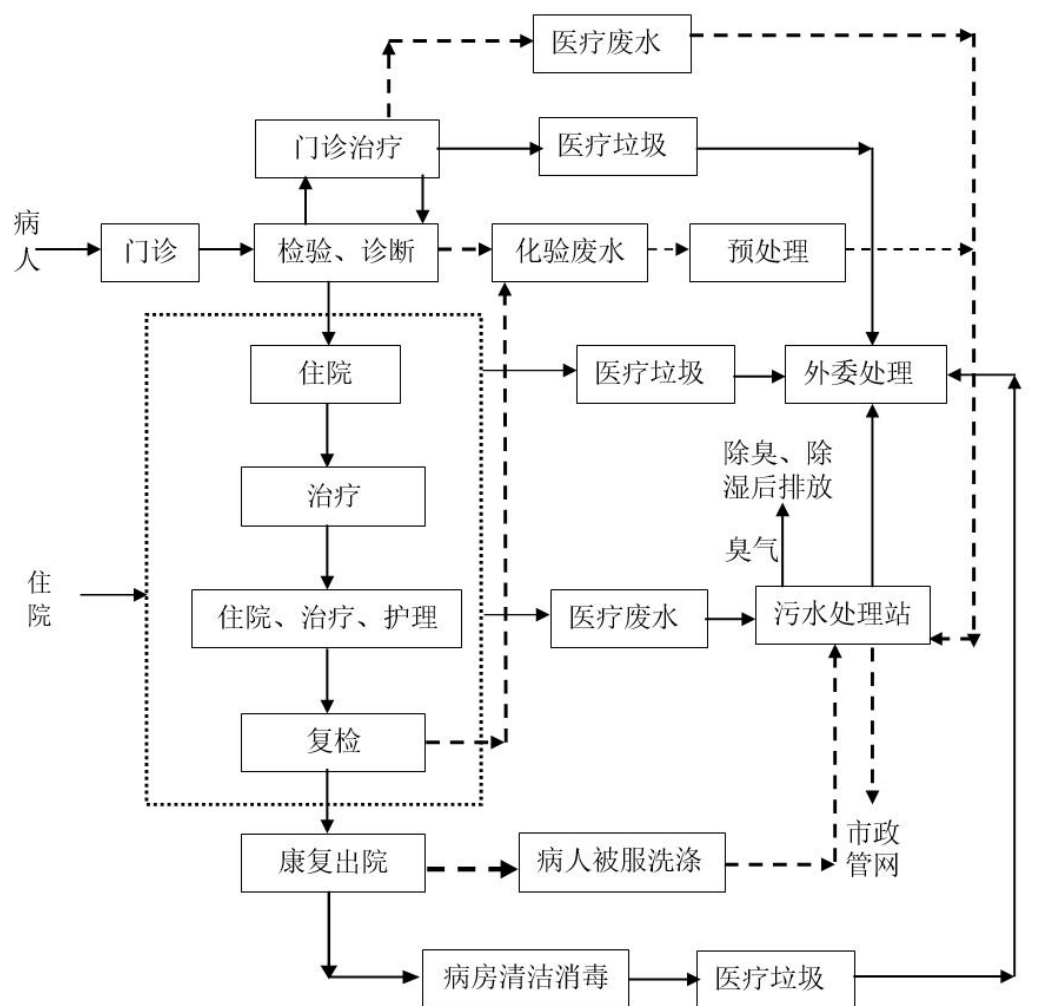 医疗废水
门诊治疗
医疗垃圾
病
人
门诊
检验、诊断
化验废水
预处理
住院
医疗垃圾
外委处理
除臭、除
湿后排放
治疗
臭气
住
院
住院、治疗、护理
医疗废水
污水处理站
复检
市政
管网
康复出院
病人被服洗涤
病房清洁消毒
医疗垃圾